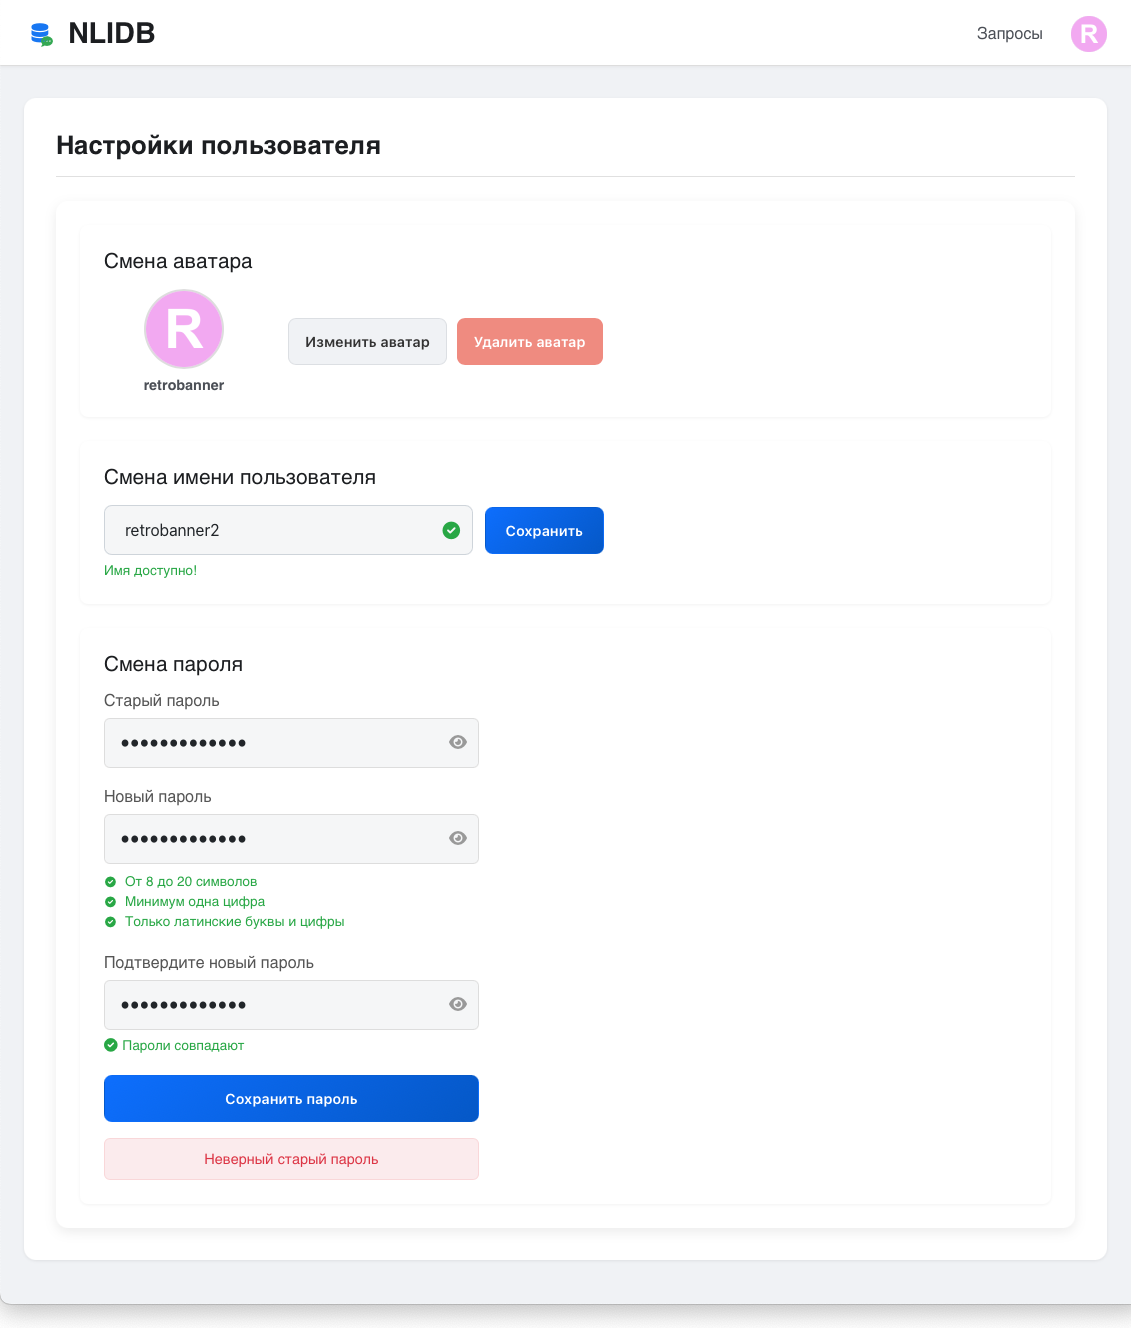 NLIDB
Запросы
R
Настройки пользователя
Смена аватара
R
retrobanner
Изменить аватар
Удалить аватар
Смена имени пользователя
retrobanner2
Сохранить
Имя доступно!
Смена пароля
Старый пароль
•••••••••••••
Новый пароль
•••••••••••••
От 8 до 20 символов
Минимум одна цифра
Только латинские буквы и цифры
Подтвердите новый пароль
•••••••••••••
Пароли совпадают
Сохранить пароль
Неверный старый пароль